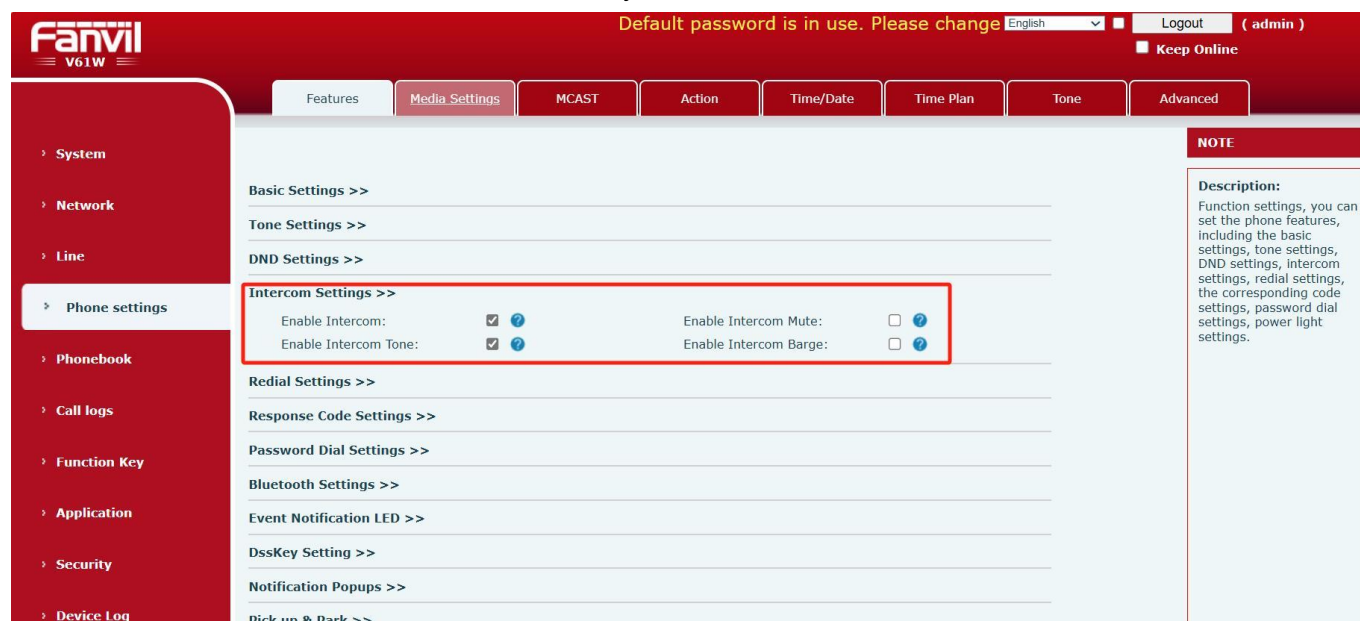 Default password is in use. Please change English Logout ( admin )
Fanvil
V61W
Keep Online
Features Media Settings MCAST Action Time/Date Time Plan Tone Advanced
› System
› Network
› Line
› Phone settings
› Phonebook
› Call logs
› Function Key
› Application
› Security
› Device Log
Basic Settings >>
Tone Settings >>
DND Settings >>
Intercom Settings >>
Enable Intercom: Enable Intercom Mute:
Enable Intercom Tone: Enable Intercom Barge:
Redial Settings >>
Response Code Settings >>
Password Dial Settings >>
Bluetooth Settings >>
Event Notification LED >>
DssKey Setting >>
Notification Popups >>
Pick up & Park >>
NOTE
Description:
Function settings, you can
set the phone features,
including the basic
settings, tone settings,
DND settings, intercom
settings, redial settings,
the corresponding code
settings, password dial
settings, power light
settings.